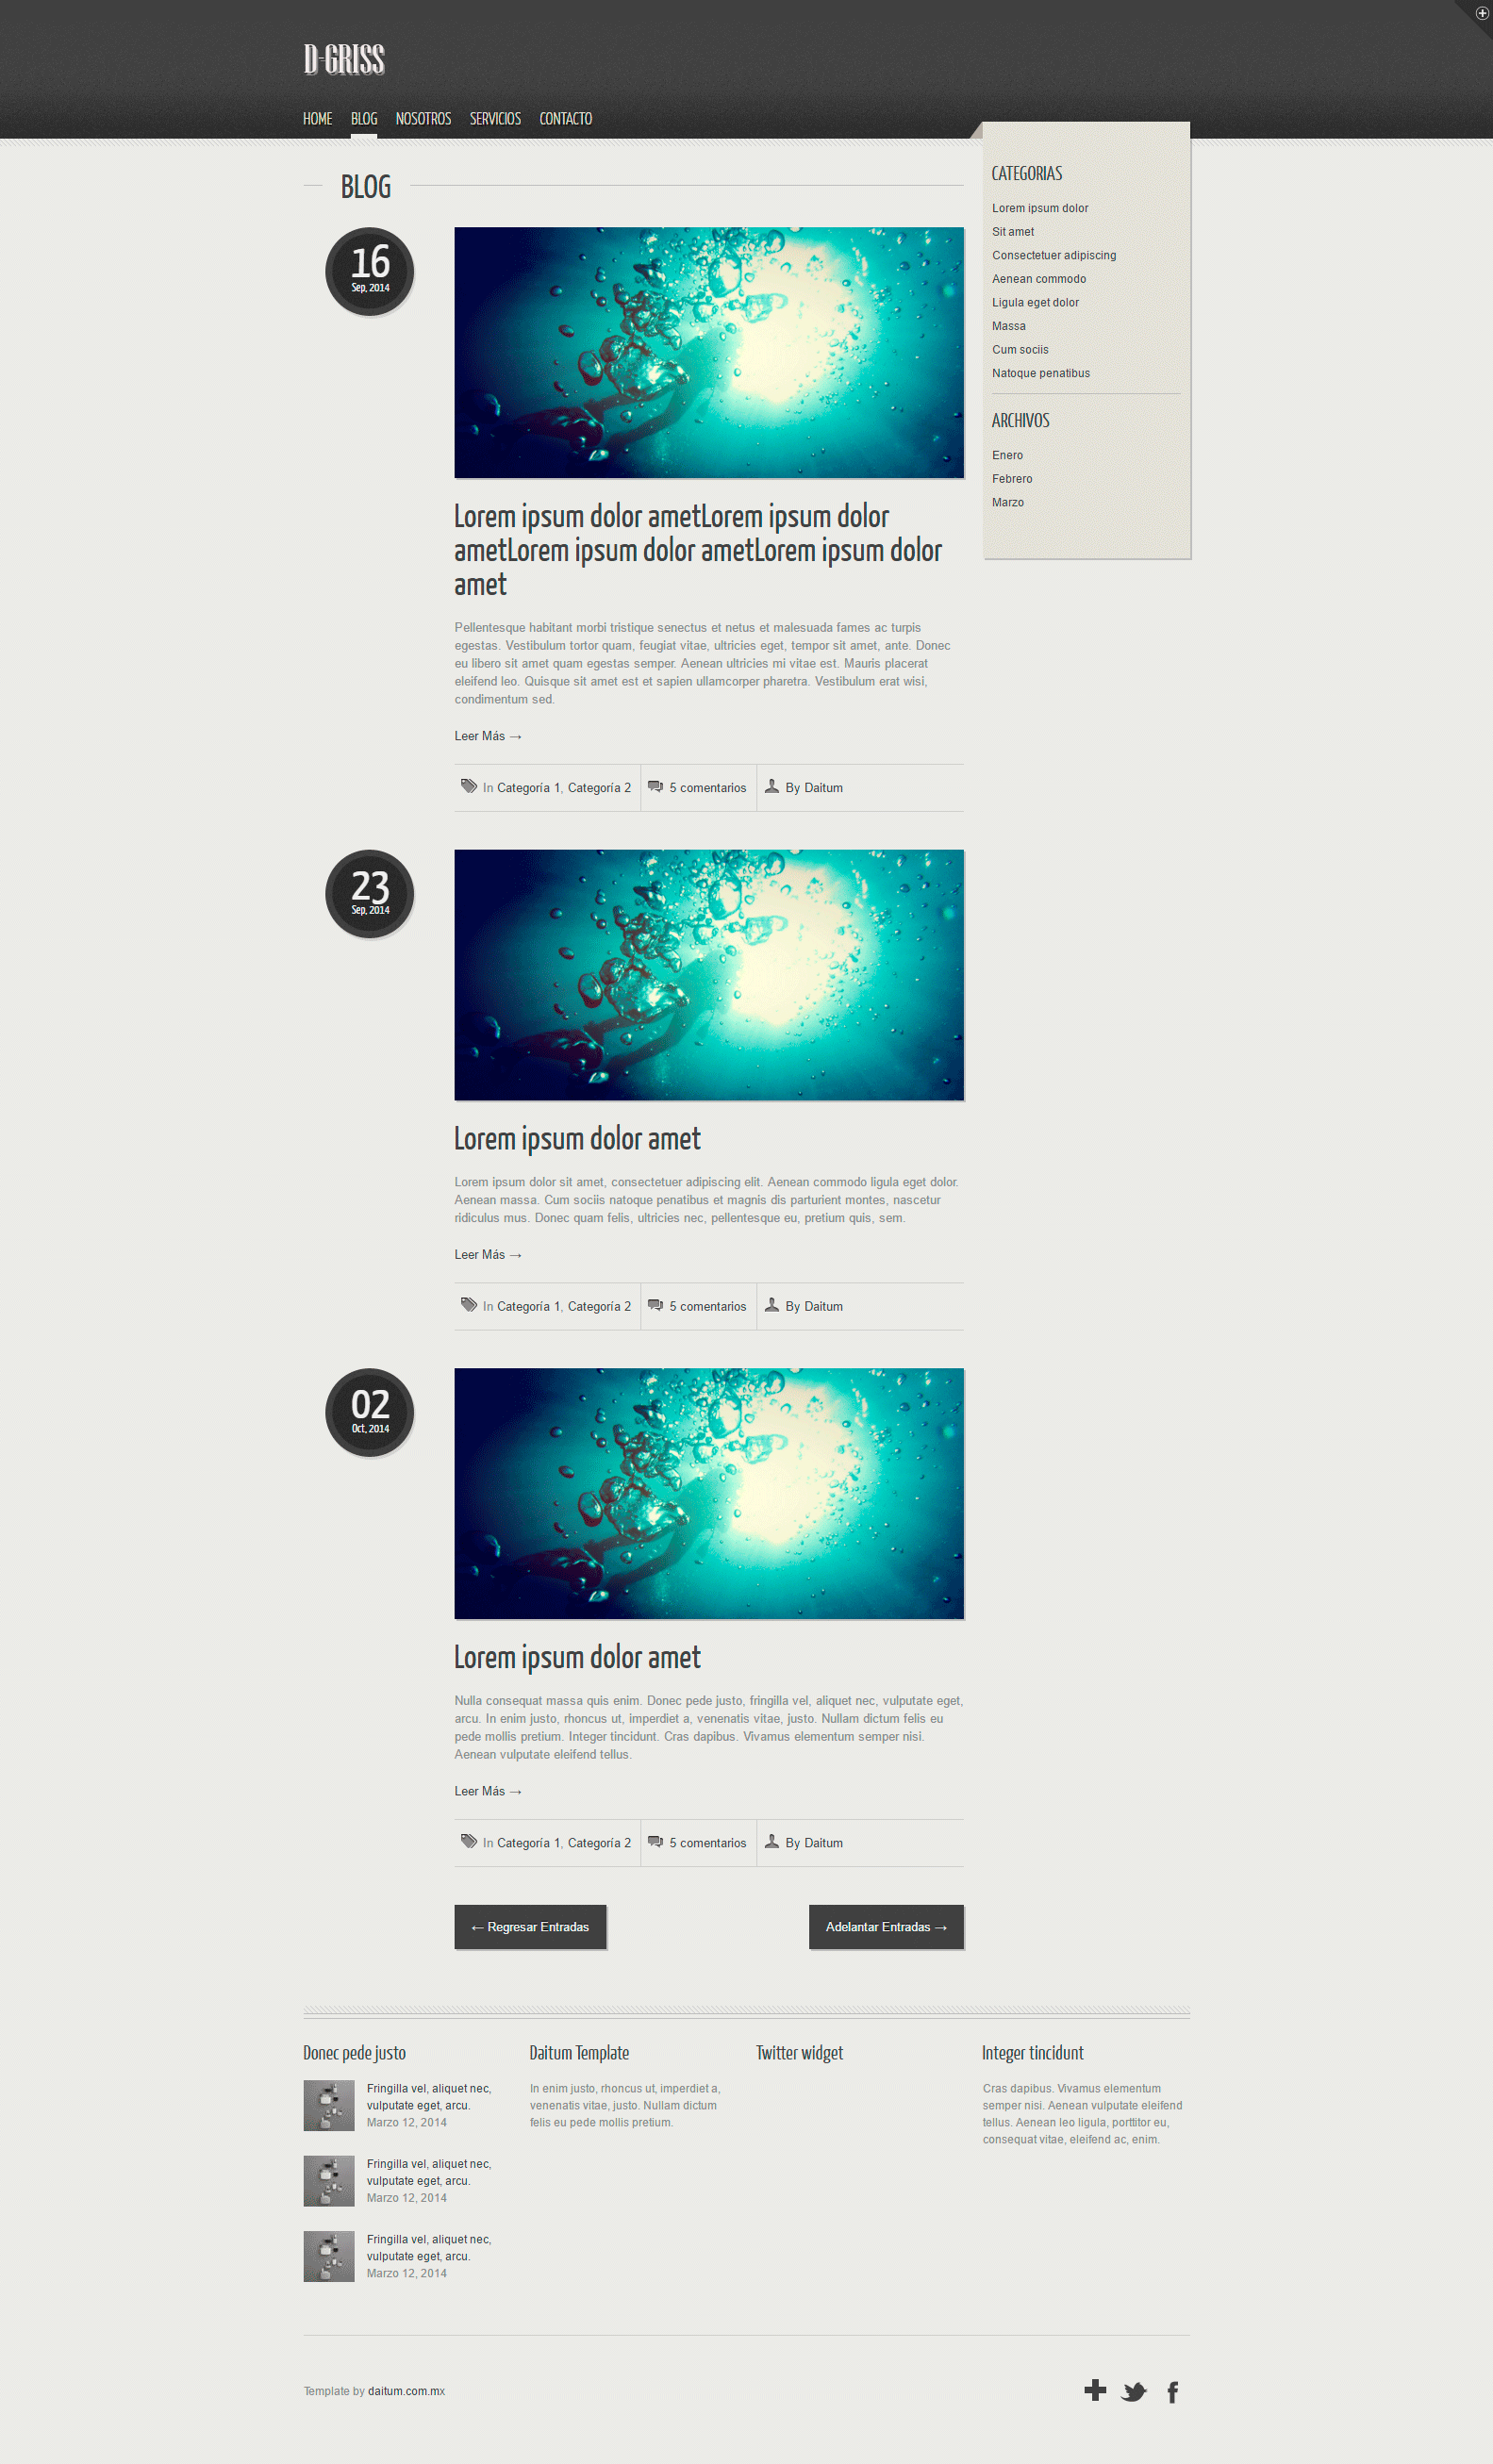 D-GRISS
HOME BLOG NOSOTROS SERVICIOS CONTACTO
BLOG
16
Sep, 2014
Lorem ipsum dolor ametLorem ipsum dolor
ametLorem ipsum dolor ametLorem ipsum dolor
amet
Pellentesque habitant morbi tristique senectus et netus et malesuada fames ac turpis
egestas. Vestibulum tortor quam, feugiat vitae, ultricies eget, tempor sit amet, ante. Donec
eu libero sit amet quam egestas semper. Aenean ultricies mi vitae est. Mauris placerat
eleifend leo. Quisque sit amet est et sapien ullamcorper pharetra. Vestibulum erat wisi,
condimentum sed.
Leer Más →
In Categoría 1, Categoría 2 5 comentarios By Daitum
23
Sep, 2014
Lorem ipsum dolor amet
Lorem ipsum dolor sit amet, consectetuer adipiscing elit. Aenean commodo ligula eget dolor.
Aenean massa. Cum sociis natoque penatibus et magnis dis parturient montes, nascetur
ridiculus mus. Donec quam felis, ultricies nec, pellentesque eu, pretium quis, sem.
Leer Más →
In Categoría 1, Categoría 2 5 comentarios By Daitum
02
Oct, 2014
Lorem ipsum dolor amet
Nulla consequat massa quis enim. Donec pede justo, fringilla vel, aliquet nec, vulputate eget,
arcu. In enim justo, rhoncus ut, imperdiet a, venenatis vitae, justo. Nullam dictum felis eu
pede mollis pretium. Integer tincidunt. Cras dapibus. Vivamus elementum semper nisi.
Aenean vulputate eleifend tellus.
Leer Más →
In Categoría 1, Categoría 2 5 comentarios By Daitum
← Regresar Entradas Adelantar Entradas →
CATEGORIAS
Lorem ipsum dolor
Sit amet
Consectetuer adipiscing
Aenean commodo
Ligula eget dolor
Massa
Cum sociis
Natoque penatibus
ARCHIVOS
Enero
Febrero
Marzo
Donec pede justo
Fringilla vel, aliquet nec,
vulputate eget, arcu.
Marzo 12, 2014
Fringilla vel, aliquet nec,
vulputate eget, arcu.
Marzo 12, 2014
Fringilla vel, aliquet nec,
vulputate eget, arcu.
Marzo 12, 2014
Daitum Template
In enim justo, rhoncus ut, imperdiet a,
venenatis vitae, justo. Nullam dictum
felis eu pede mollis pretium.
Twitter widget
Integer tincidunt
Cras dapibus. Vivamus elementum
semper nisi. Aenean vulputate eleifend
tellus. Aenean leo ligula, porttitor eu,
consequat vitae, eleifend ac, enim.
Template by daitum.com.mx